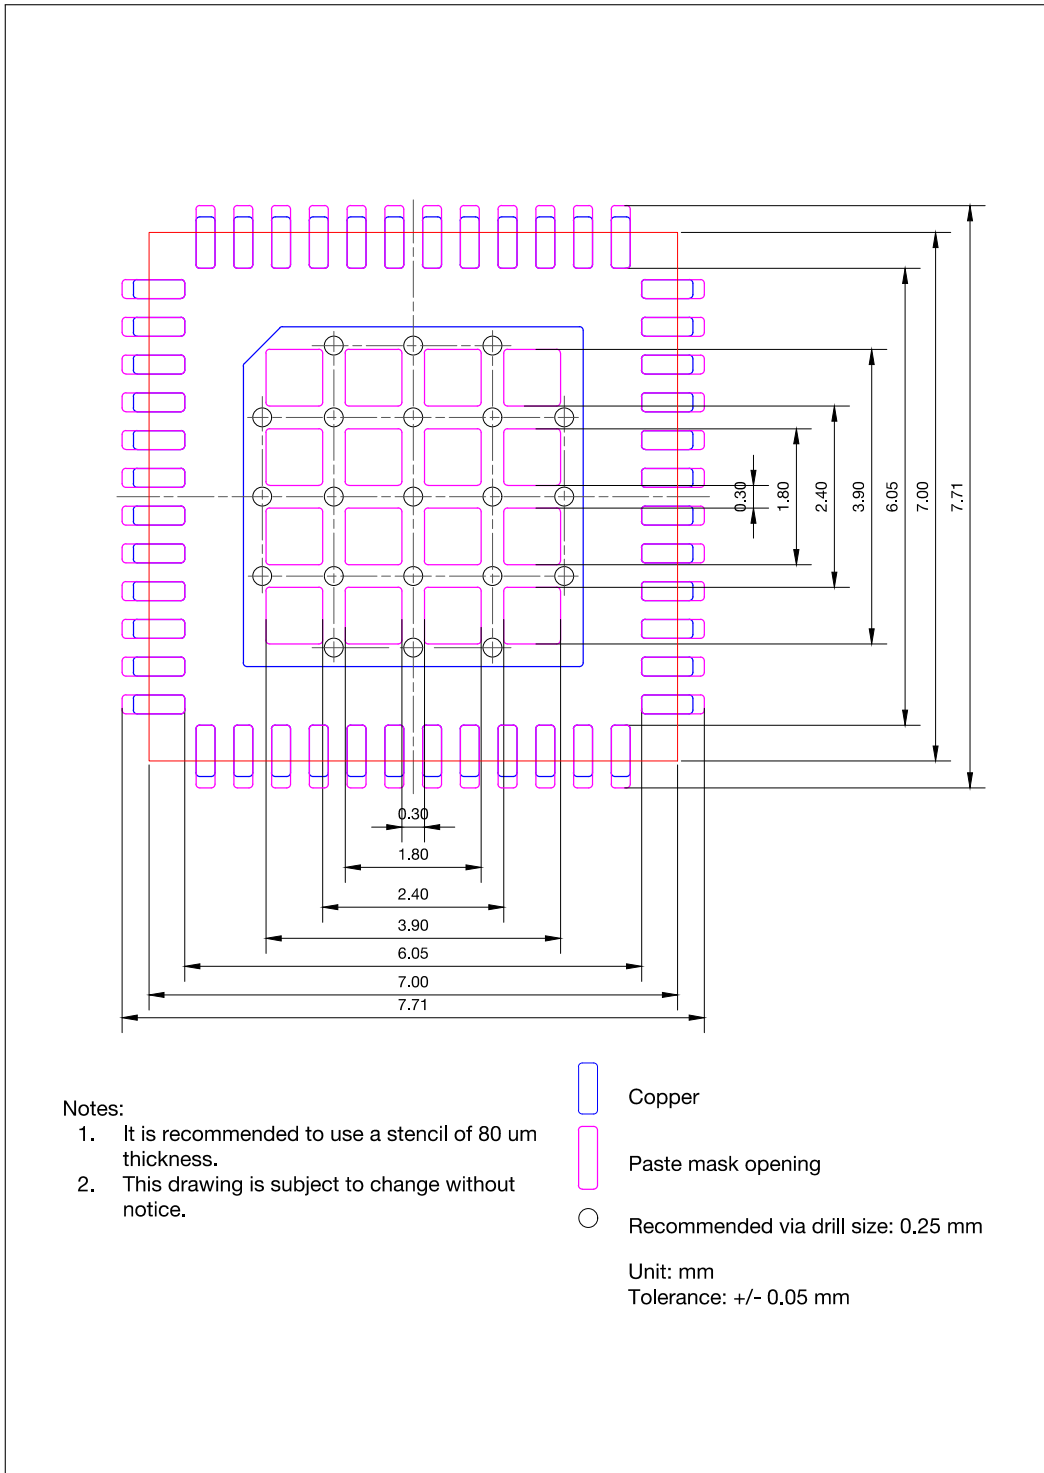 0.30
1.80
2.40
3.90
6.05
7.00
7.71
0.30
1.80
2.40
3.90
6.05
7.00
7.71
Notes:
1. It is recommended to use a stencil of 80 um
thickness.
2. This drawing is subject to change without
notice.
Copper
Paste mask opening
Recommended via drill size: 0.25 mm
Unit: mm
Tolerance: +/- 0.05 mm